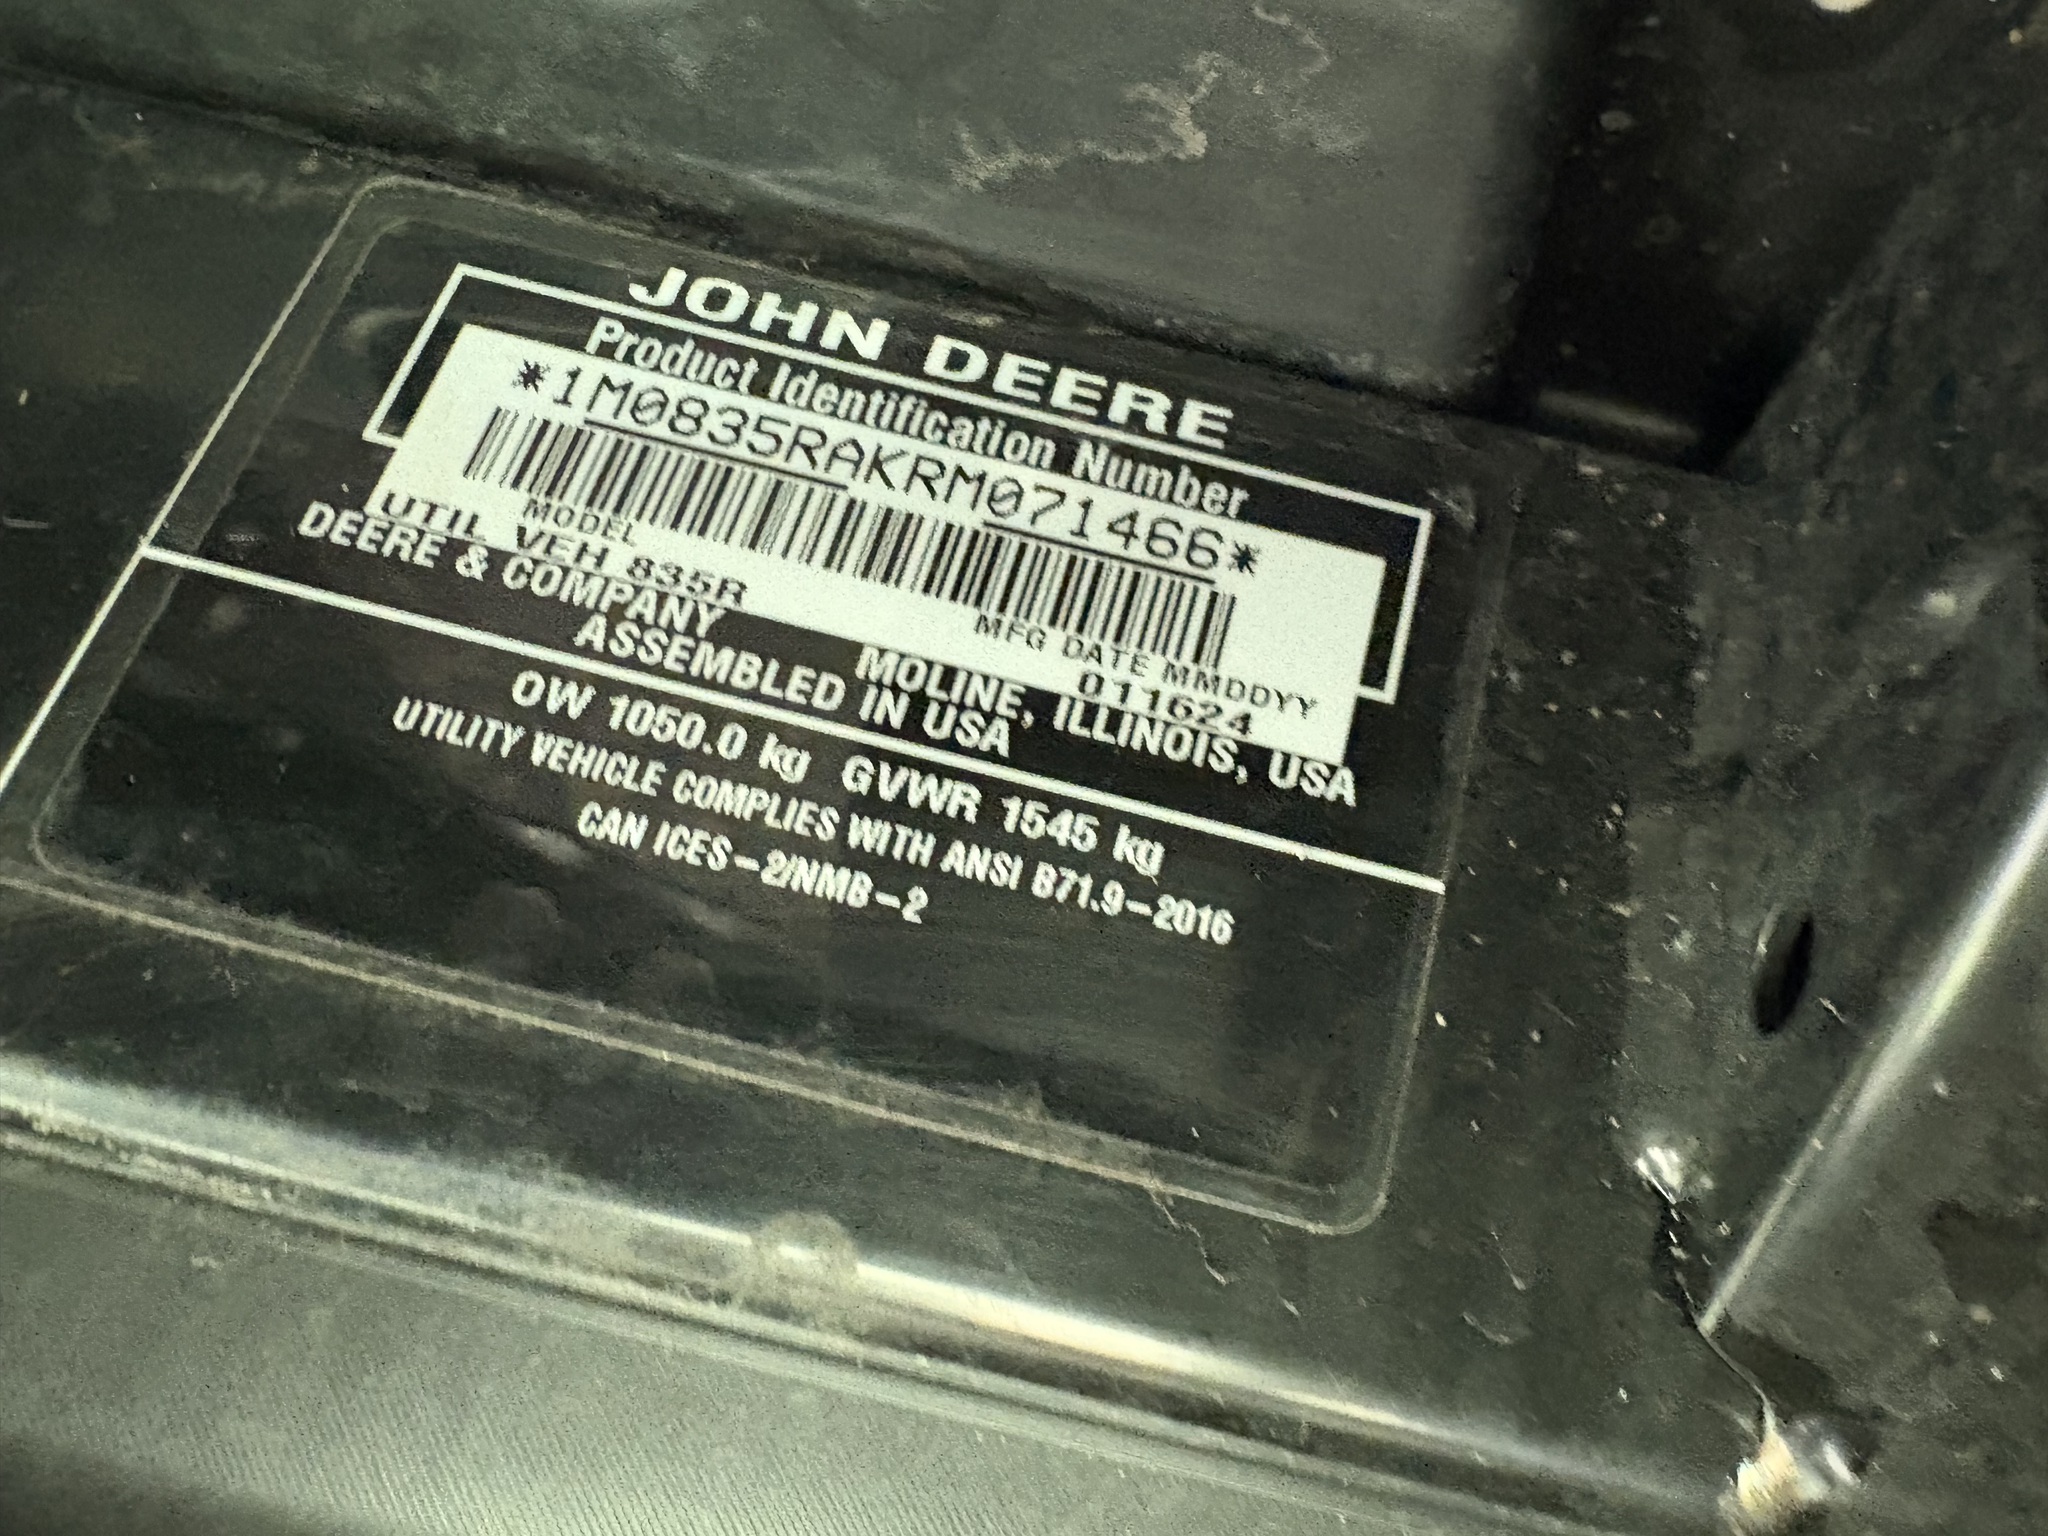 JOHN DEERE
Product Identification Number
*1M0835RAKRM071466*
MODEL MFG DATE MMDDYY
UTIL VEH 835R 011624
DEERE & COMPANY MOLINE, ILLINOIS, USA
ASSEMBLED IN USA
OW 1050.0 kg GVWR 1545 kg
UTILITY VEHICLE COMPLIES WITH ANSI B71.9-2016
CAN ICES-2/NMB-2